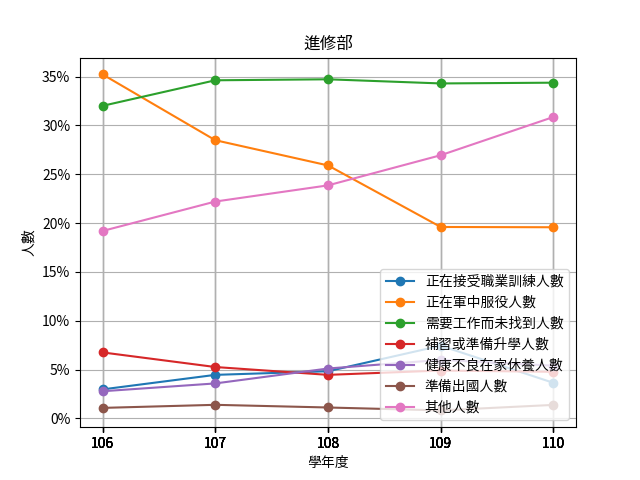 進修部
人數
35%
30%
25%
20%
15%
10%
5%
0%
正在接受職業訓練人數
正在軍中服役人數
需要工作而未找到人數
補習或準備升學人數
健康不良在家休養人數
準備出國人數
其他人數
106
107
108
109
110
學年度